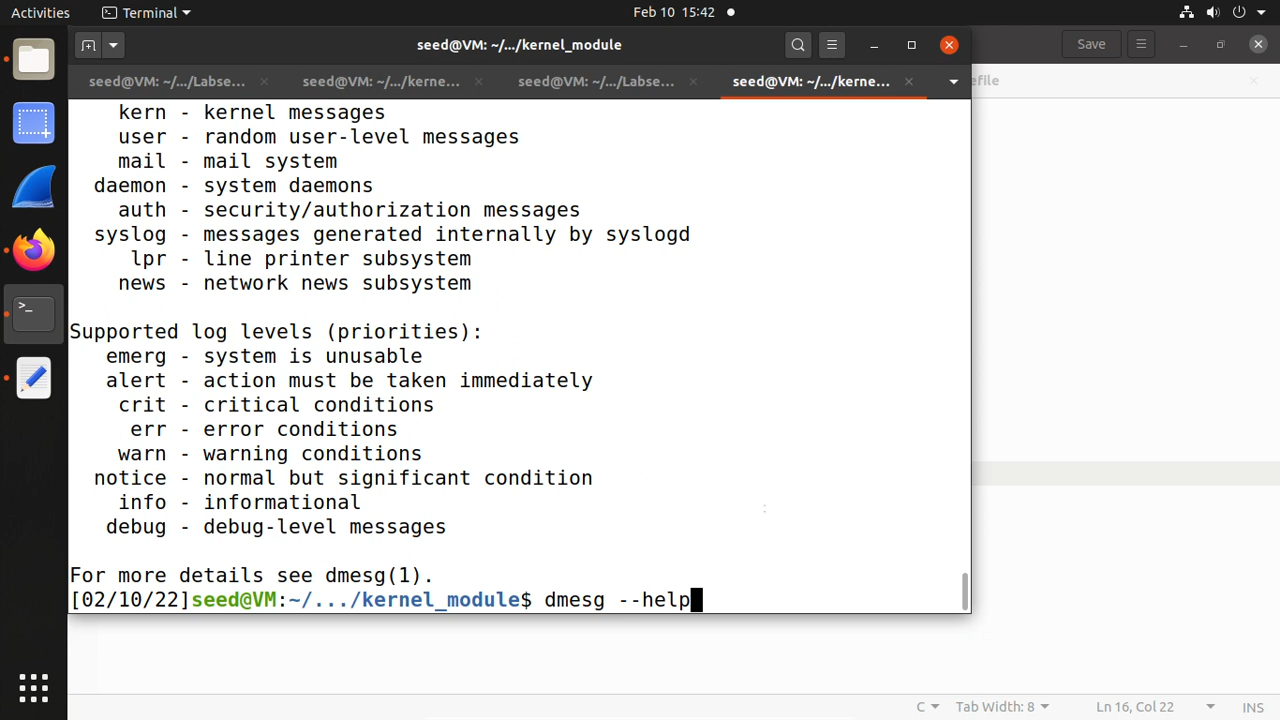 Activities
Terminal
Feb 10 15:42
seed@VM: ~/.../kernel_module
Save
seed@VM: ~/.../Labse...
seed@VM: ~/.../kerne...
seed@VM: ~/.../Labse...
seed@VM: ~/.../kerne...
kern - kernel messages
user - random user-level messages
mail - mail system
daemon - system daemons
auth - security/authorization messages
syslog - messages generated internally by syslogd
lpr - line printer subsystem
news - network news subsystem
Supported log levels (priorities):
emerg - system is unusable
alert - action must be taken immediately
crit - critical conditions
err - error conditions
warn - warning conditions
notice - normal but significant condition
info - informational
debug - debug-level messages
For more details see dmesg(1).
[02/10/22]seed@VM:~/.../kernel_module$ dmesg --help
C
Tab Width: 8
Ln 16, Col 22
INS